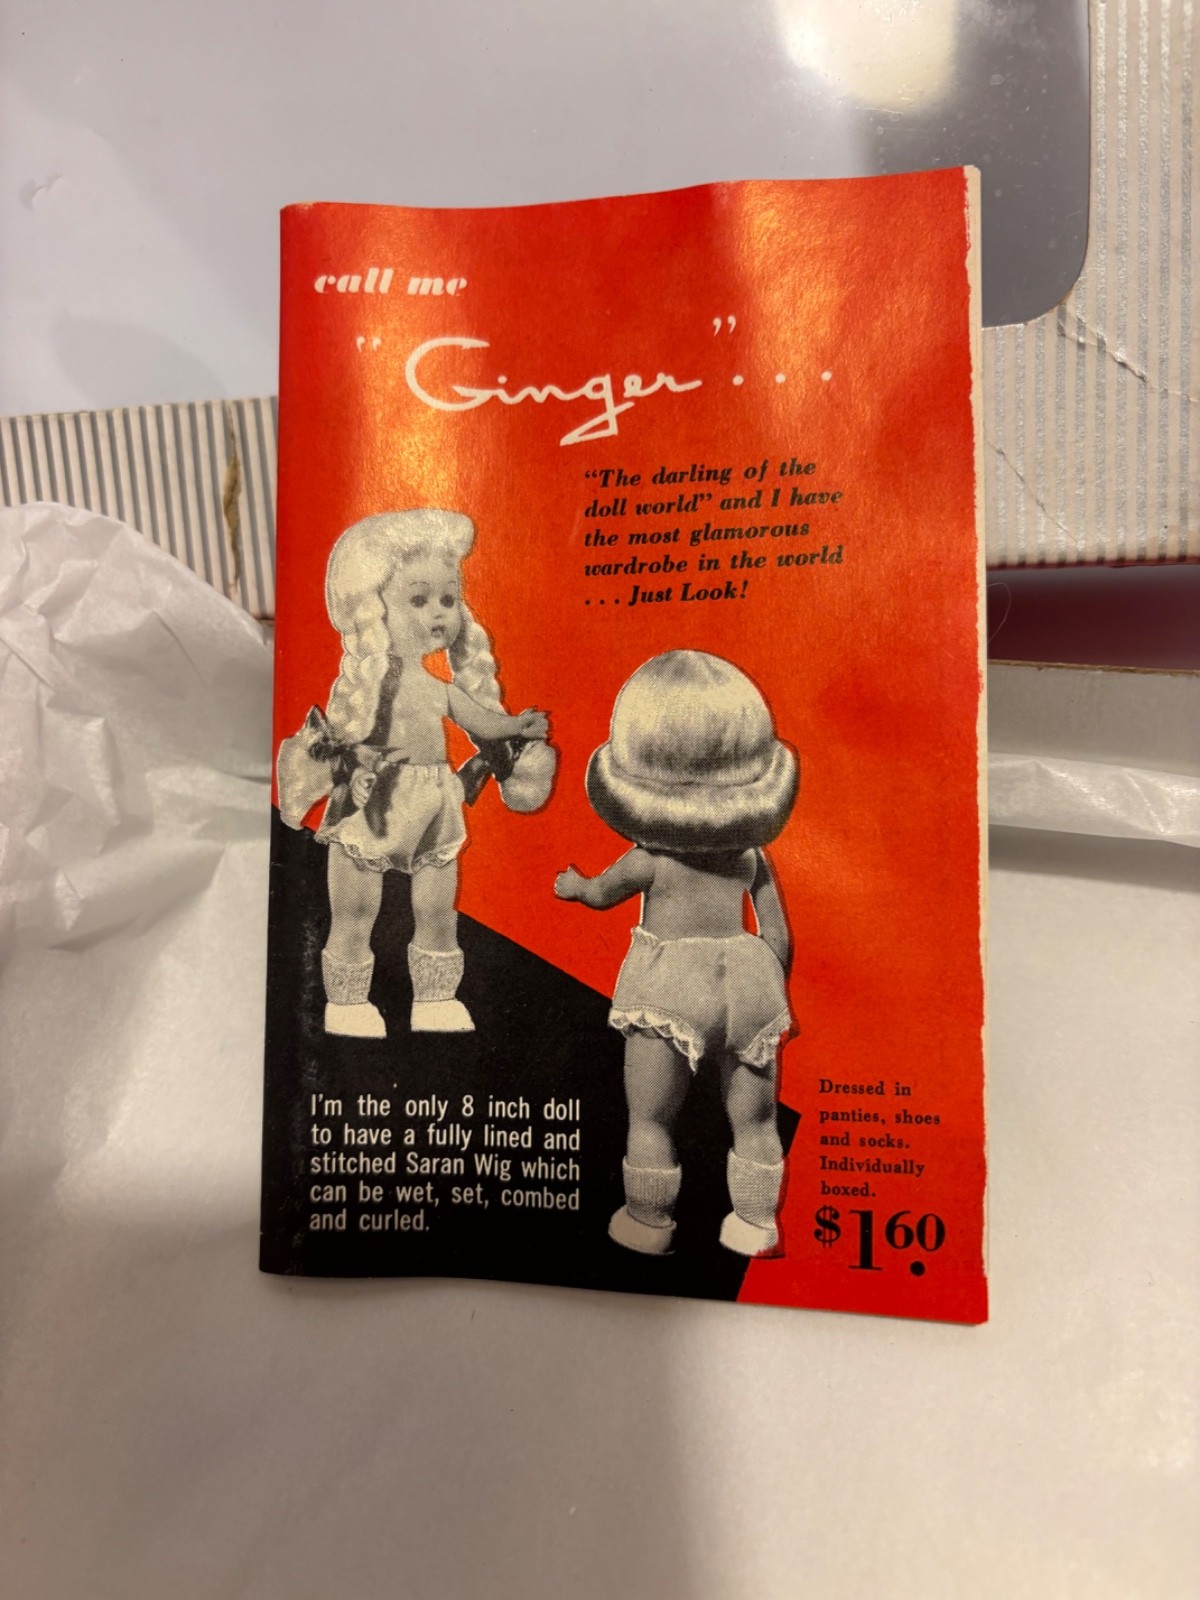 call me
"Ginger"...
"The darling of the
doll world" and I have
the most glamorous
wardrobe in the world
... Just Look!
I'm the only 8 inch doll
to have a fully lined and
stitched Saran Wig which
can be wet, set, combed
and curled.
Dressed in
panties, shoes
and socks.
Individually
boxed.
$1.60